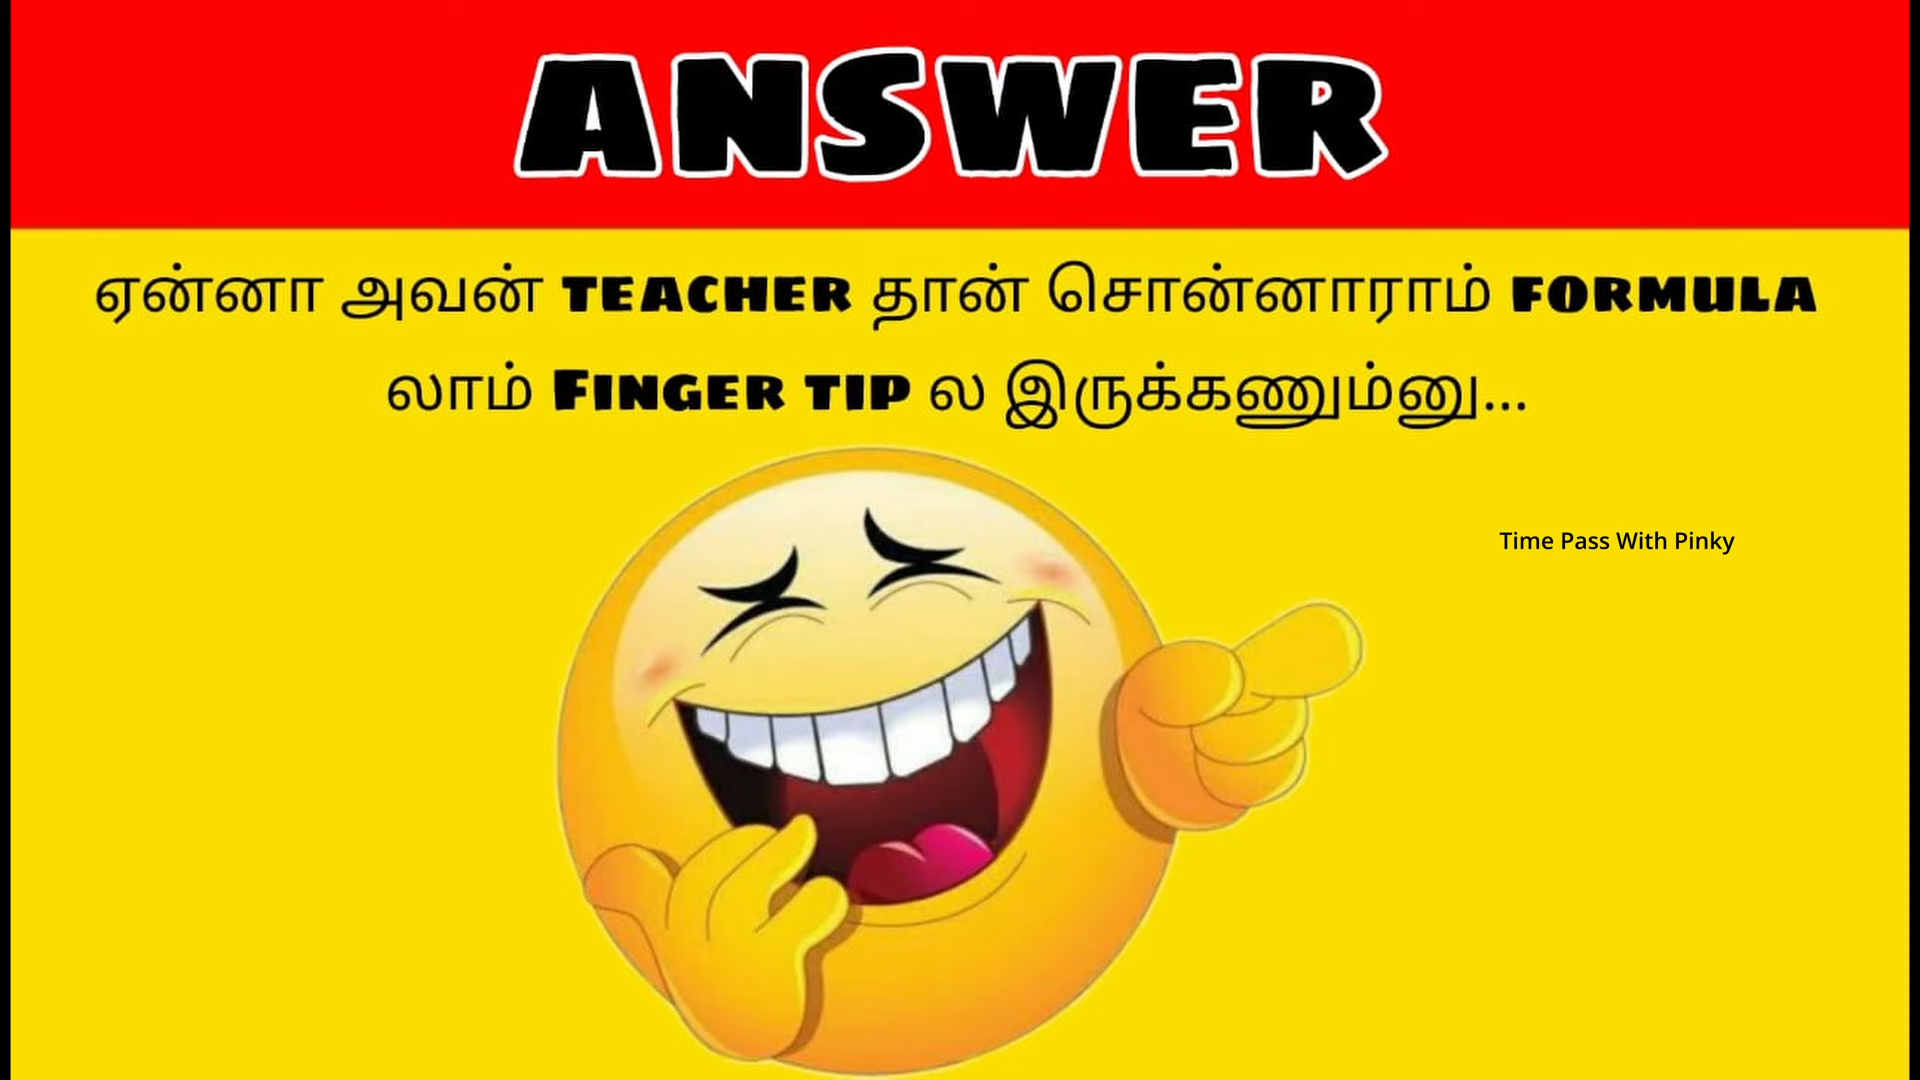 ANSWER
ஏன்னா அவன் TEACHER தான் சொன்னாராம் FORMULA
லாம் FINGER TIP ல இருக்கணும்னு...
Time Pass With Pinky